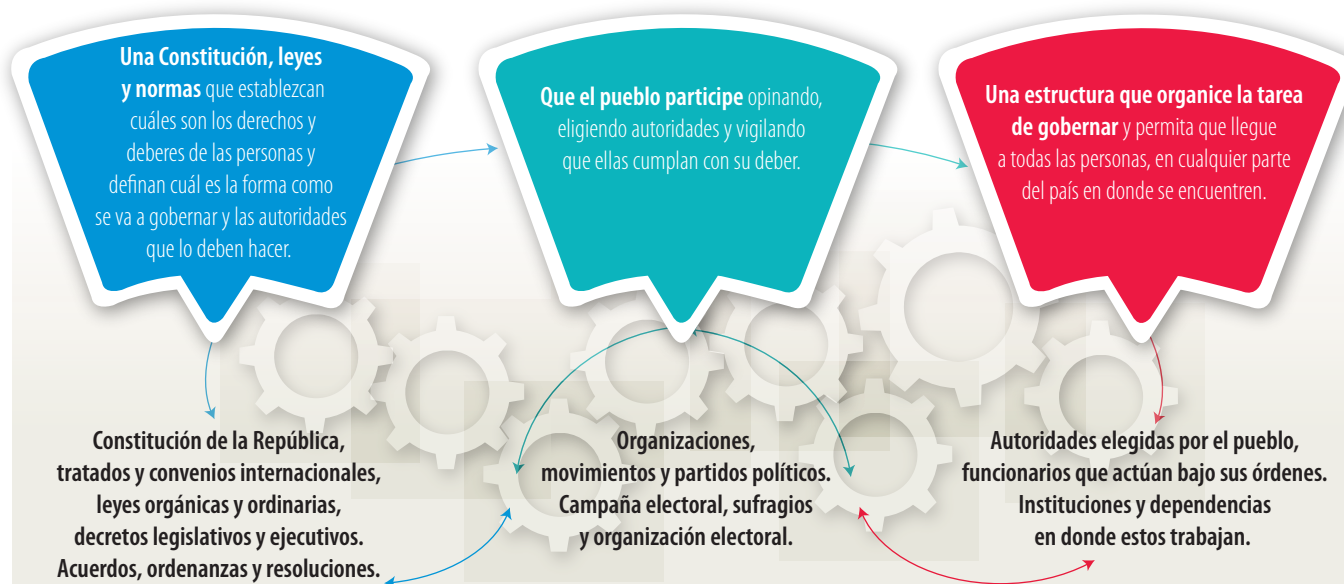 Una Constitución, leyes
y normas que establezcan
cuáles son los derechos y
deberes de las personas y
definan cuál es la forma como
se va a gobernar y las autoridades
que lo deben hacer.
Que el pueblo participe opinando,
eligiendo autoridades y vigilando
que ellas cumplan con su deber.
Una estructura que organice la tarea
de gobernar y permita que llegue
a todas las personas, en cualquier parte
del país en donde se encuentren.
Constitución de la República,
tratados y convenios internacionales,
leyes orgánicas y ordinarias,
decretos legislativos y ejecutivos.
Acuerdos, ordenanzas y resoluciones.
Organizaciones,
movimientos y partidos políticos.
Campaña electoral, sufragios
y organización electoral.
Autoridades elegidas por el pueblo,
funcionarios que actúan bajo sus órdenes.
Instituciones y dependencias
en donde estos trabajan.